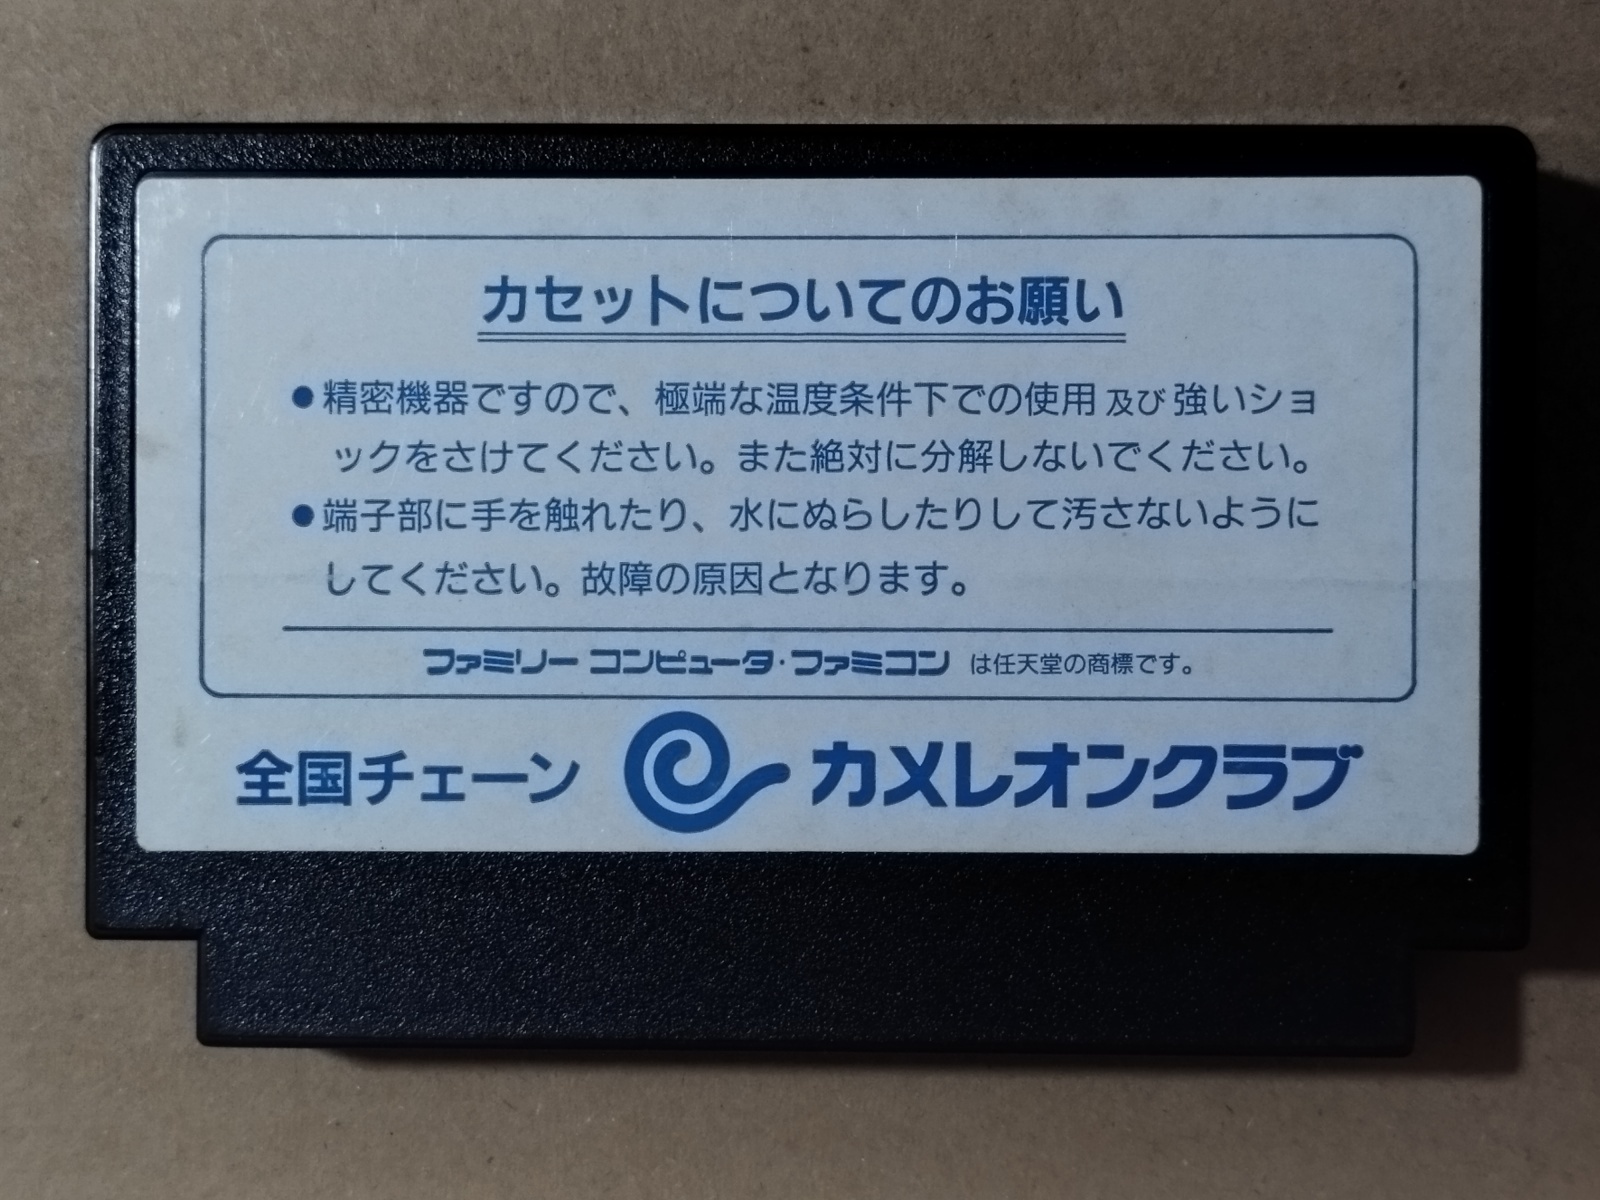 カセットについてのお願い
●精密機器ですので、極端な温度条件下での使用及び強いショ
ックをさけてください。また絶対に分解しないでください。
●端子部に手を触れたり、水にぬらしたりして汚さないように
してください。故障の原因となります。
ファミリーコンピュータ・ファミコン は任天堂の商標です。
全国チェーン カメレオンクラブ